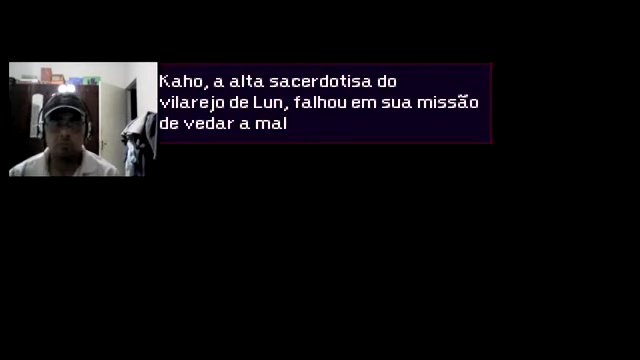 Kaho, a alta sacerdotisa do
vilarejo de Lun, falhou em sua missão
de vedar a mal